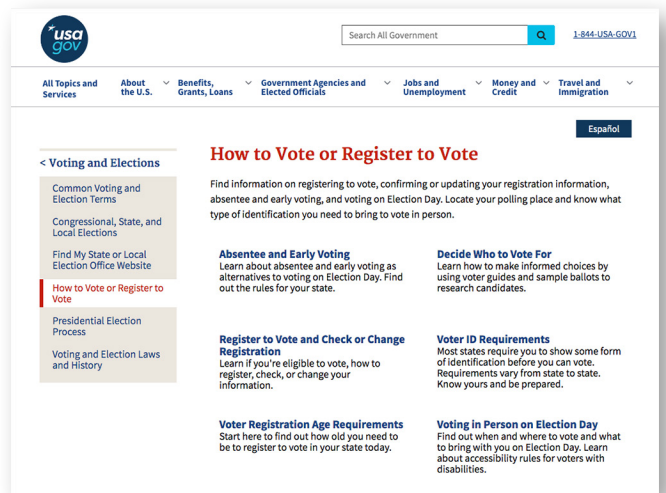 usa
gov
Search All Government
1-844-USA-GOV1
All Topics and
Services
About
the U.S.
Benefits,
Grants, Loans
Government Agencies and
Elected Officials
Jobs and
Unemployment
Money and
Credit
Travel and
Immigration
Español
< Voting and Elections
Common Voting and
Election Terms
Congressional, State, and
Local Elections
Find My State or Local
Election Office Website
How to Vote or Register to
Vote
Presidential Election
Process
Voting and Election Laws
and History
How to Vote or Register to Vote
Find information on registering to vote, confirming or updating your registration information,
absentee and early voting, and voting on Election Day. Locate your polling place and know what
type of identification you need to bring to vote in person.
Absentee and Early Voting
Learn about absentee and early voting as
alternatives to voting on Election Day. Find
out the rules for your state.
Decide Who to Vote For
Learn how to make informed choices by
using voter guides and sample ballots to
research candidates.
Register to Vote and Check or Change
Registration
Learn if you're eligible to vote, how to
register, check, or change your
information.
Voter ID Requirements
Most states require you to show some form
of identification before you can vote.
Requirements vary from state to state.
Know yours and be prepared.
Voter Registration Age Requirements
Start here to find out how old you need to
be to register to vote in your state today.
Voting in Person on Election Day
Find out when and where to vote and what
to bring with you on Election Day. Learn
about accessibility rules for voters with
disabilities.